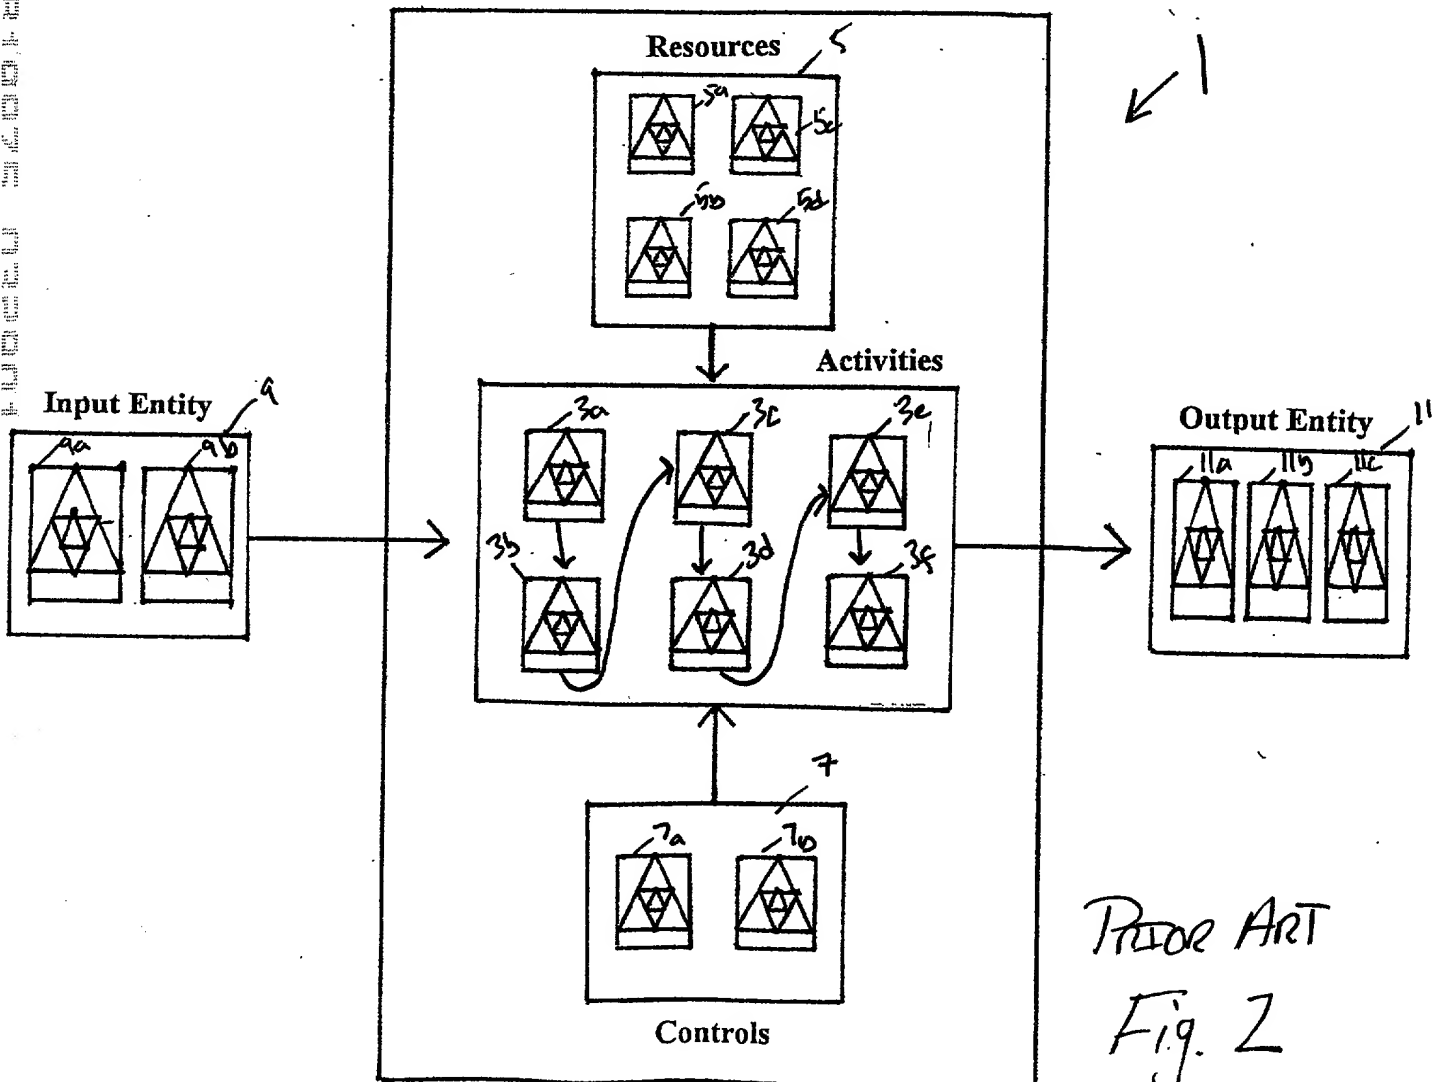 Resources 5
1
5a
5c
5b
5d
Activities
Input Entity 9
9a 9b
3a 3c 3e
3b 3d 3f
Output Entity 11
11a 11b 11c
7
7a 7b
Controls
PRIOR ART
Fig. 2